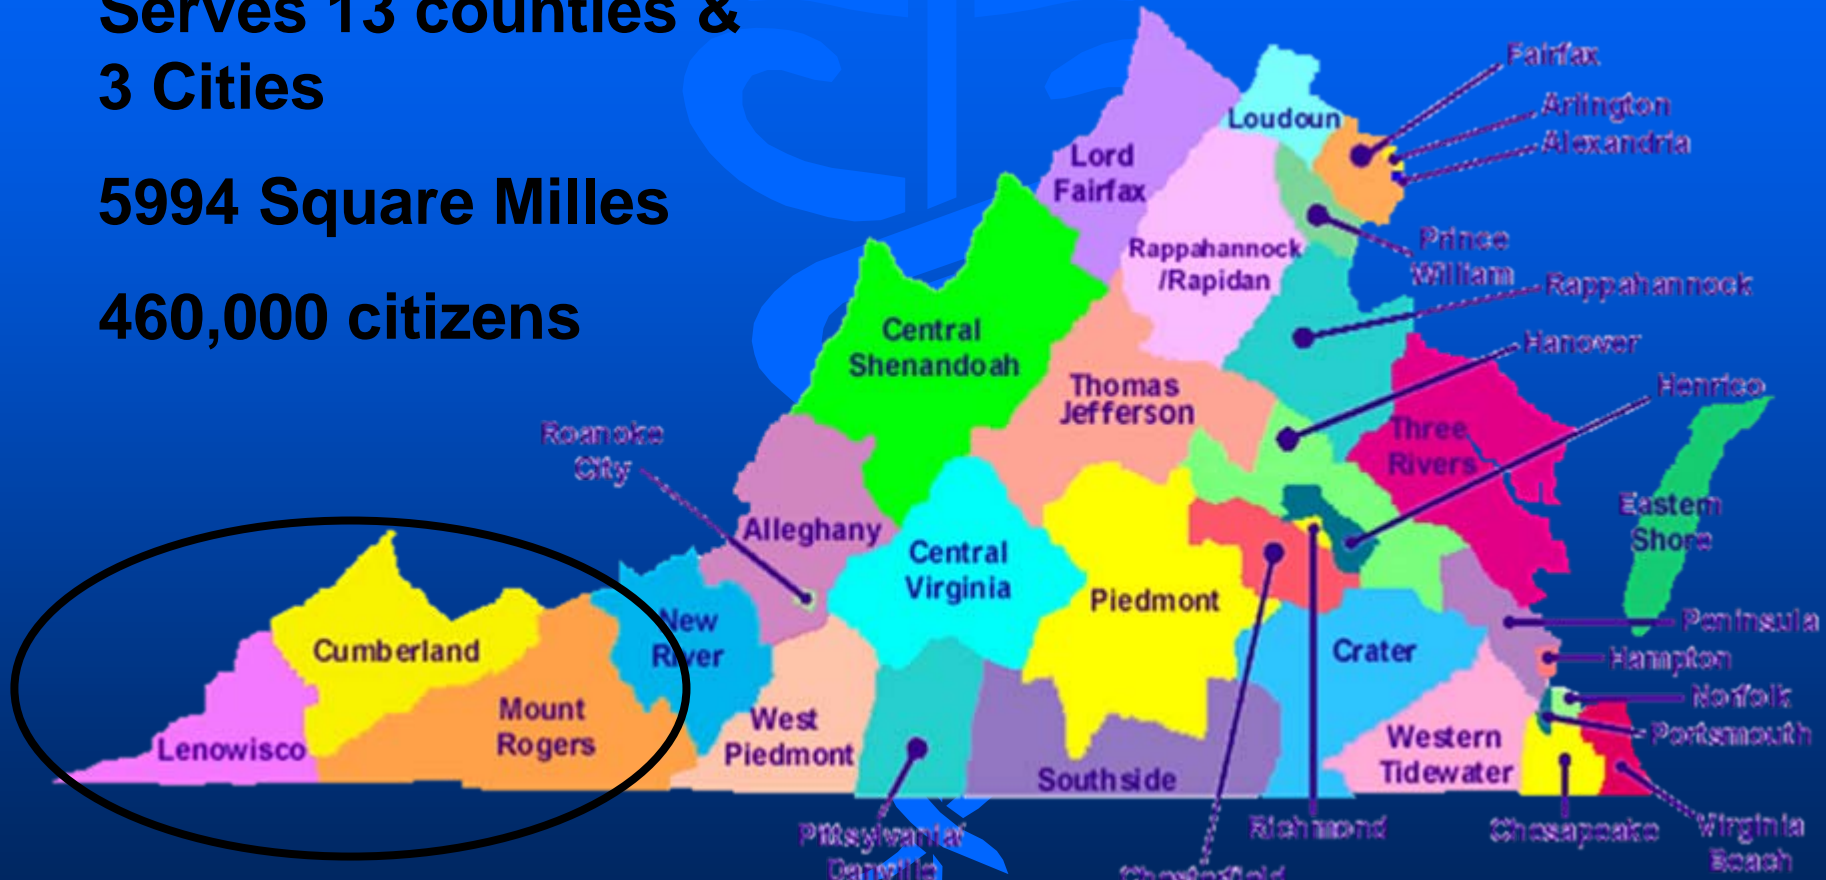 Serves 13 counties &
3 Cities
5994 Square Milles
460,000 citizens
Fairfax
Arlington
Alexandria
Loudoun
Lord
Fairfax
Prince
William
Rappahannock
/Rapidan
Rappahannock
Hanover
Henrico
Central
Shenandoah
Thomas
Jefferson
Three
Rivers
Roanoke
City
Eastern
Shore
Alleghany
Central
Virginia
Piedmont
New
River
Cumberland
Crater
Peninsula
Hampton
Norfolk
Portsmouth
Mount
Rogers
Lenowisco
West
Piedmont
Western
Tidewater
Southside
Pittsylvania/
Danville
Richmond
Chesapeake
Virginia
Beach
Chesterfield